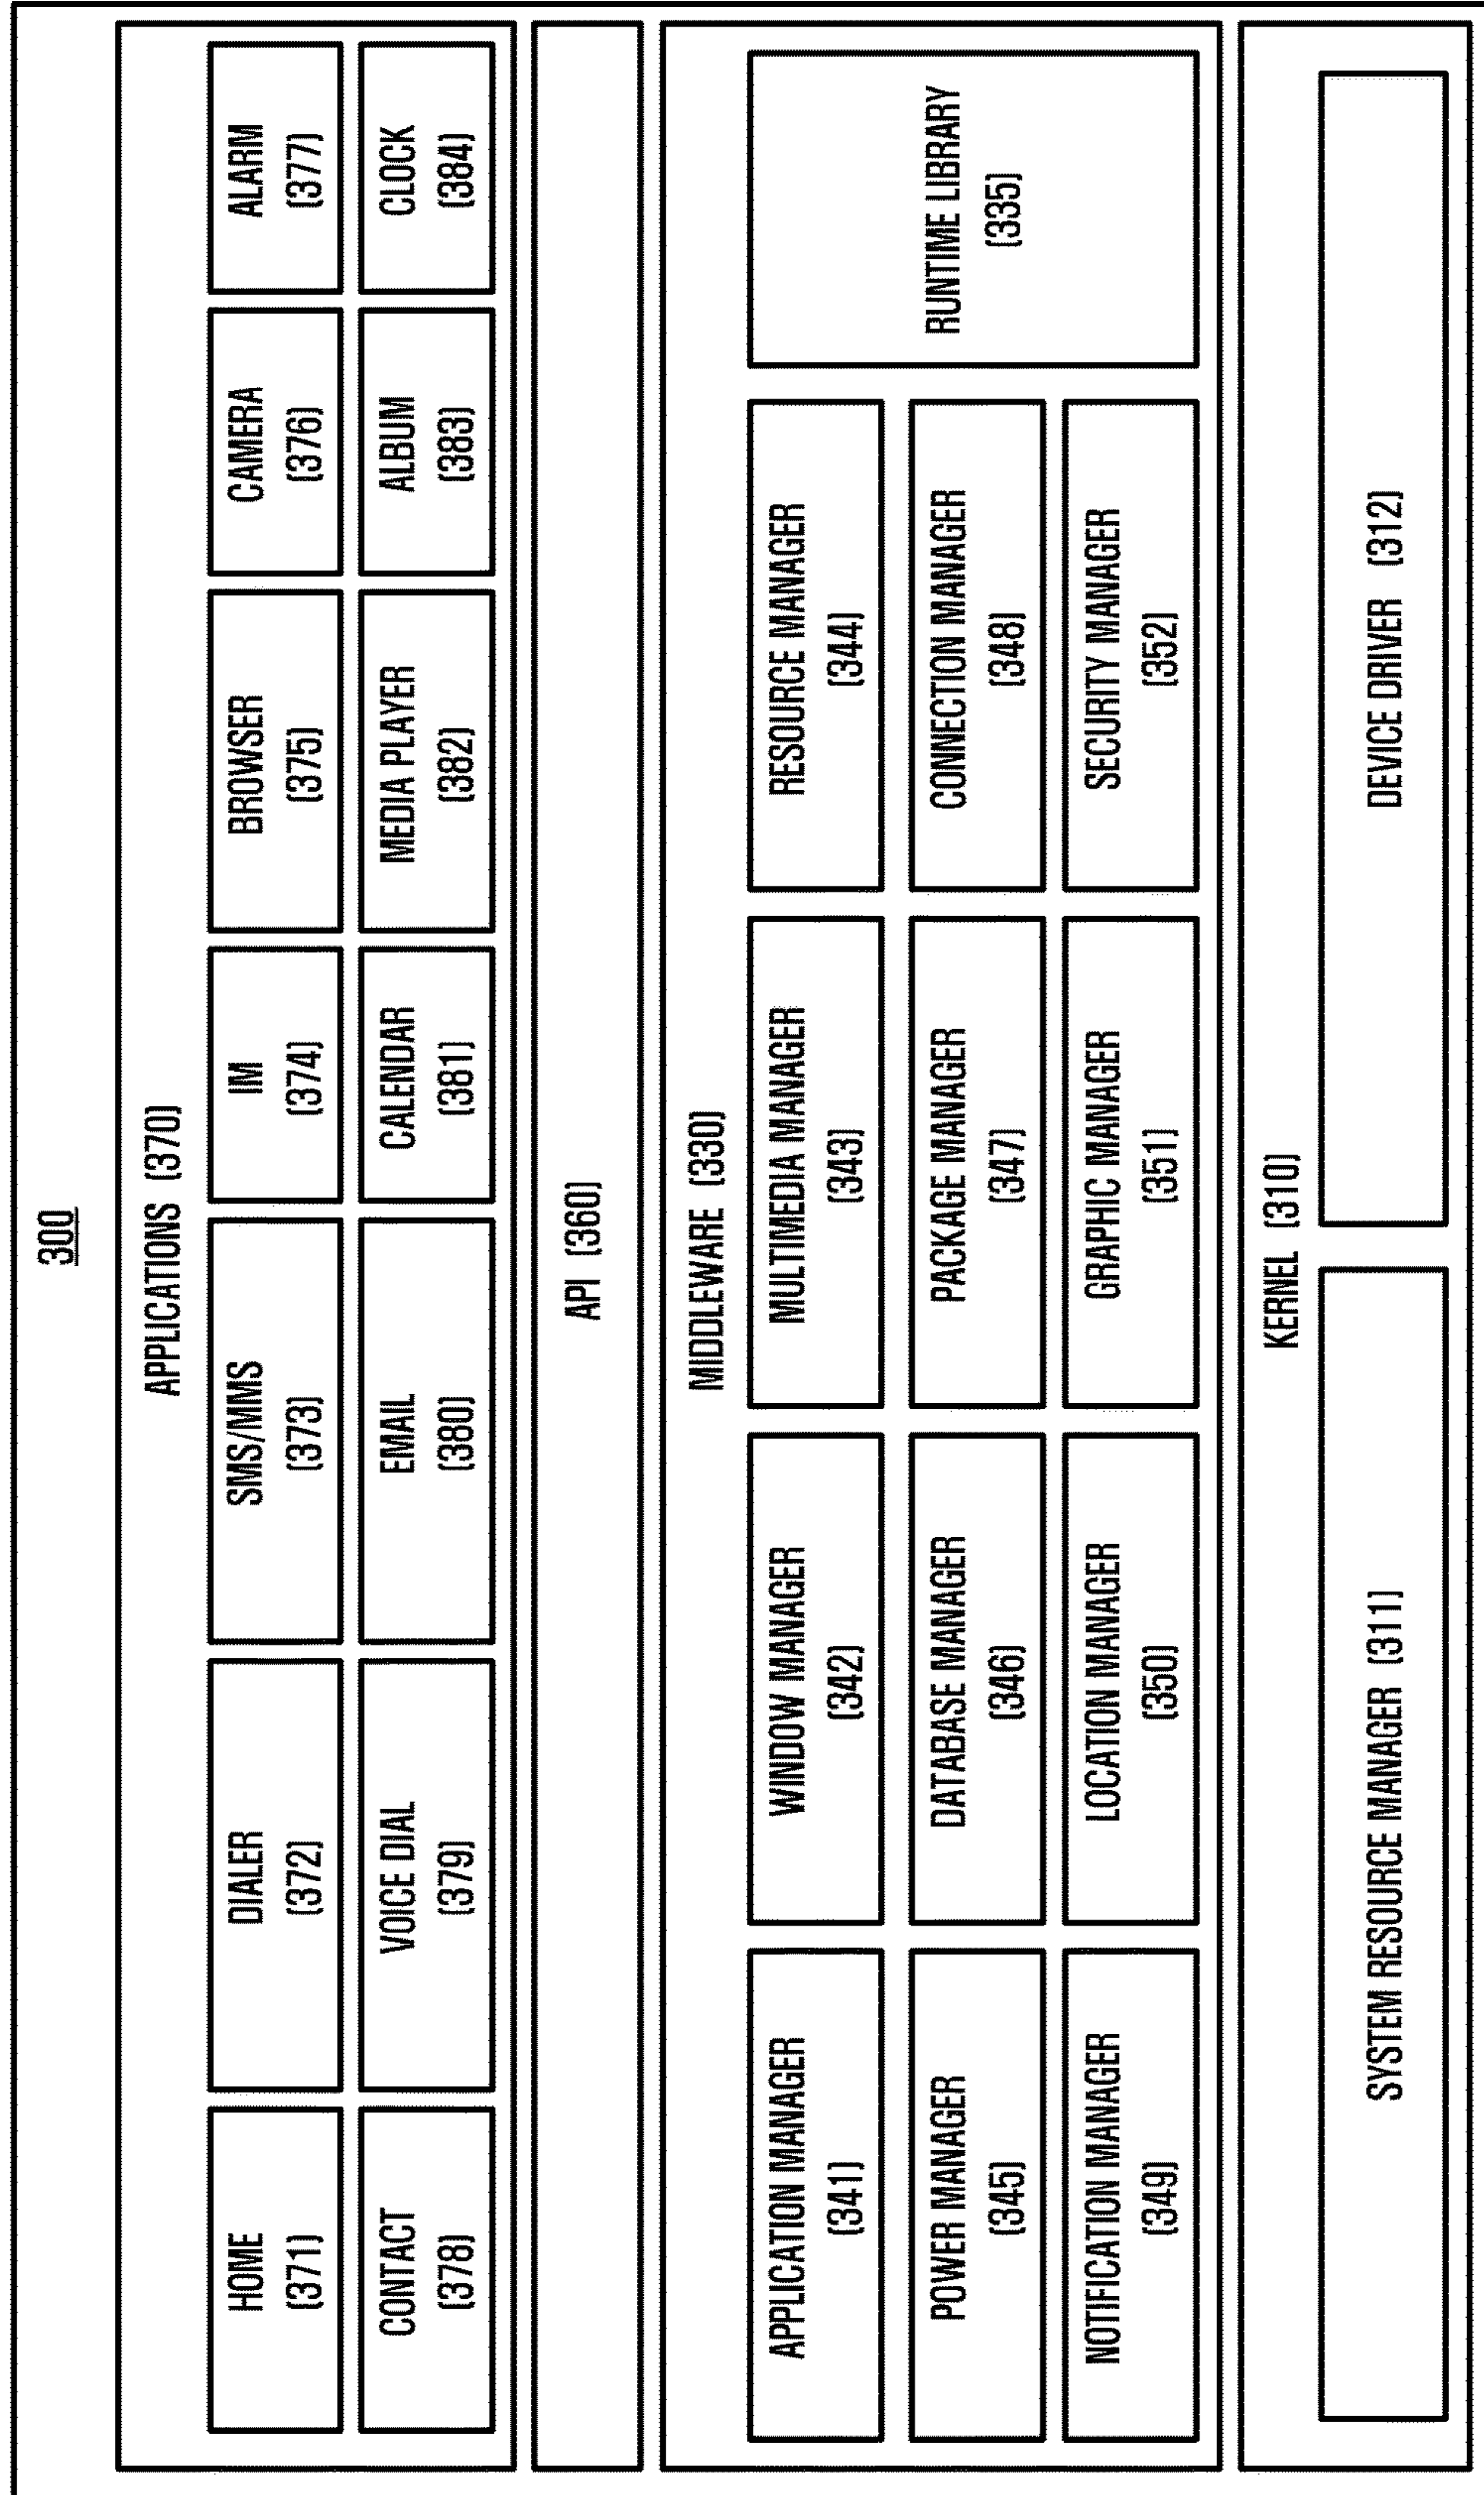 300
APPLICATIONS (370)
HOME
(371)
DIALER
(372)
SMS/MMS
(373)
IM
(374)
BROWSER
(375)
CAMERA
(376)
ALARM
(377)
CONTACT
(378)
VOICE DIAL
(379)
EMAIL
(380)
CALENDAR
(381)
MEDIA PLAYER
(382)
ALBUM
(383)
CLOCK
(384)
API (360)
MIDDLEWARE (330)
APPLICATION MANAGER
(341)
WINDOW MANAGER
(342)
MULTIMEDIA MANAGER
(343)
RESOURCE MANAGER
(344)
POWER MANAGER
(345)
DATABASE MANAGER
(346)
PACKAGE MANAGER
(347)
CONNECTION MANAGER
(348)
NOTIFICATION MANAGER
(349)
LOCATION MANAGER
(350)
GRAPHIC MANAGER
(351)
SECURITY MANAGER
(352)
RUNTIME LIBRARY
(335)
KERNEL (310)
SYSTEM RESOURCE MANAGER (311)
DEVICE DRIVER (312)